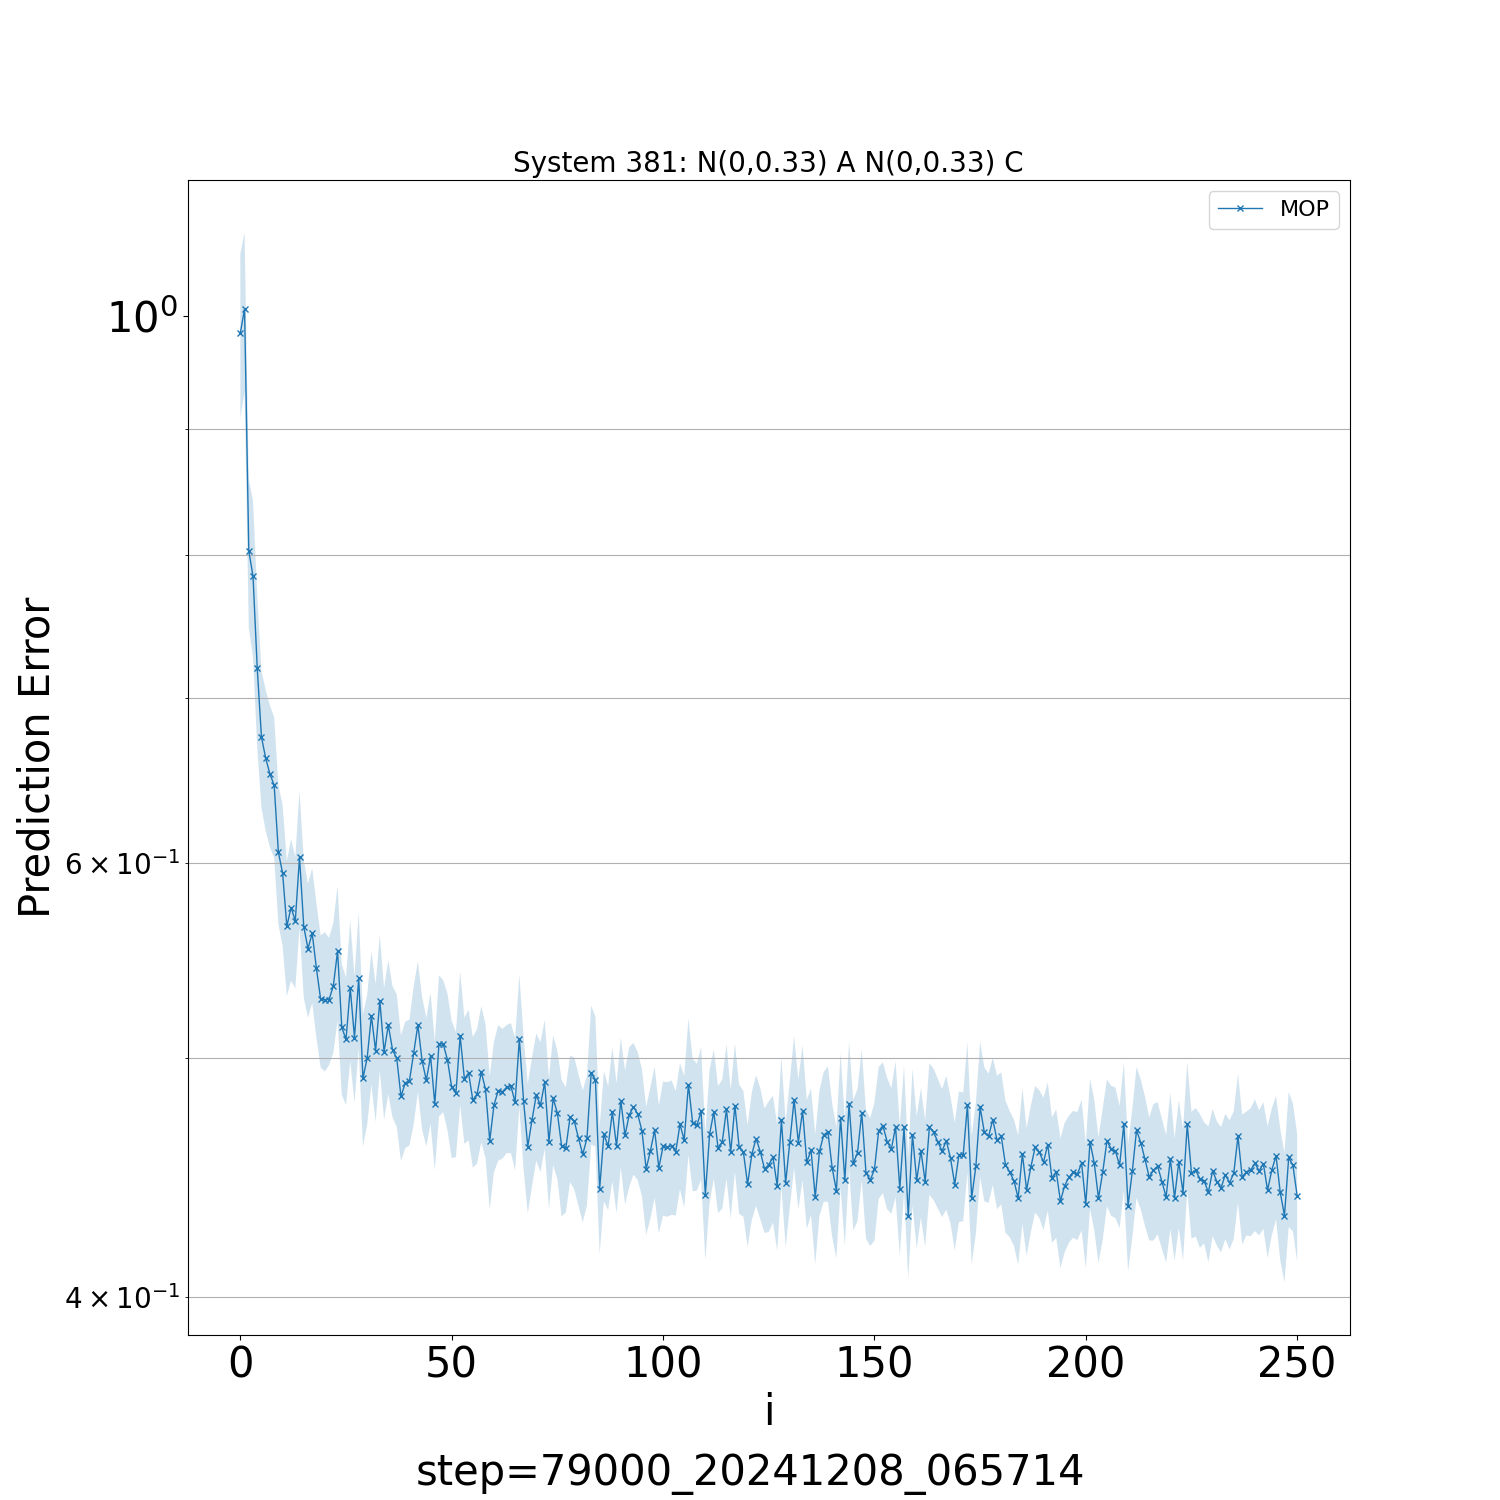 System 381: N(0,0.33) A N(0,0.33) C
MOP
10⁰
6 × 10⁻¹
4 × 10⁻¹
Prediction Error
0 50 100 150 200 250
i
step=79000_20241208_065714